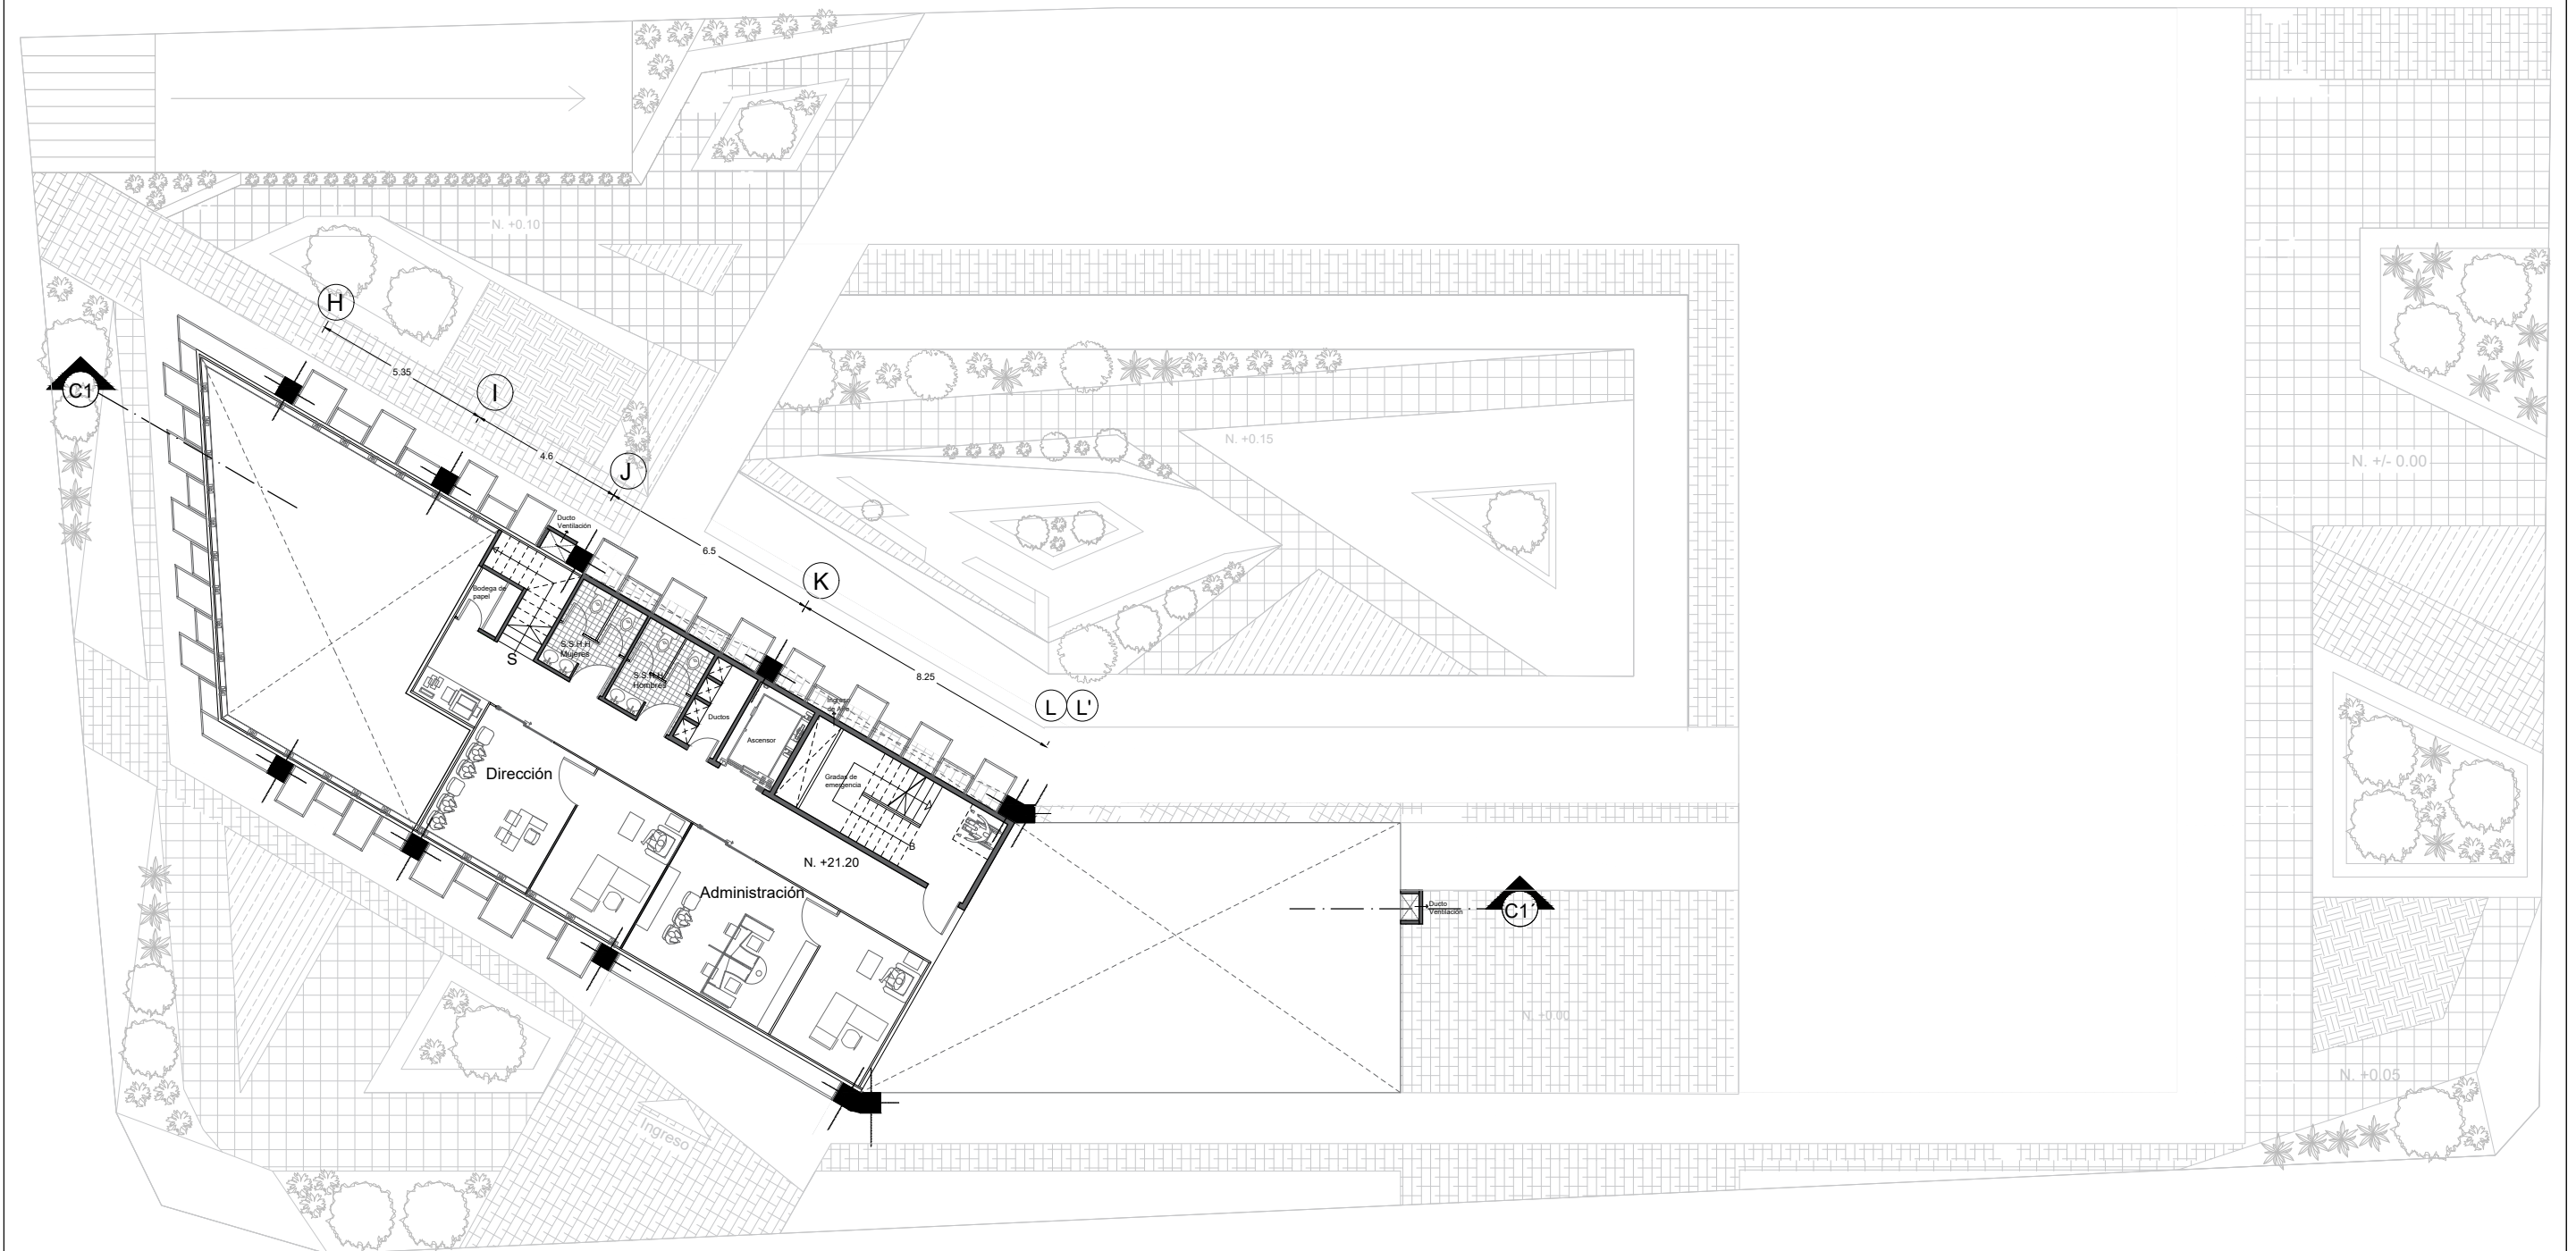 N. +0.10
H
5.35
I
C1
4.6
J
N. +0.15
N. +/- 0.00
Ducto
Ventilación
6.5
K
Bodega de
papel
S
S.S.H.H
Mujeres
S.S.H.H
Hombres
8.25
L
L'
Ductos
Ascensor
Dirección
Gradas de
emergencia
B
N. +21.20
Administración
Ducto
Ventilación
C1´
N. +0.00
N. +0.05
Ingreso